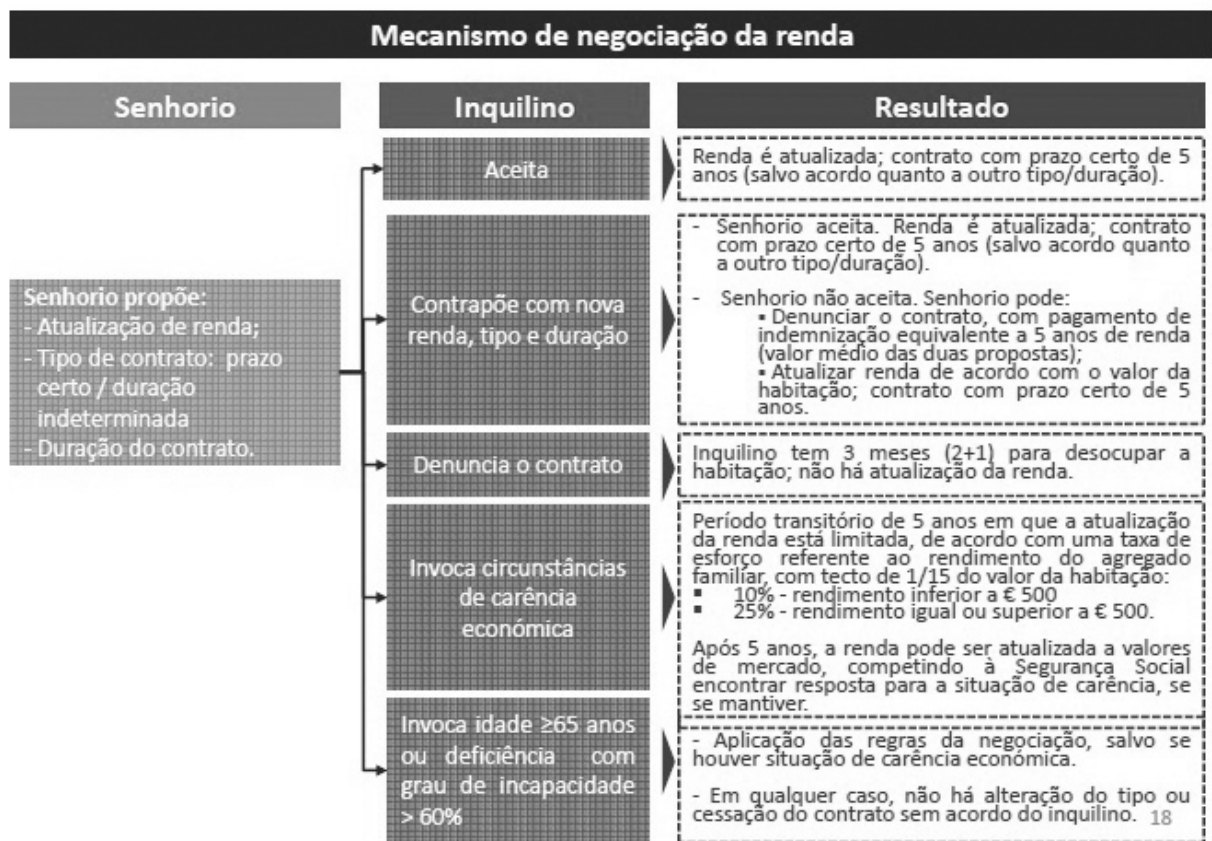 Mecanismo de negociação da renda
Senhorio
Inquilino
Resultado
Senhorio propõe:
- Atualização de renda;
- Tipo de contrato: prazo
certo / duração
indeterminada
- Duração do contrato.
Aceita
Renda é atualizada; contrato com prazo certo de 5
anos (salvo acordo quanto a outro tipo/duração).
Contrapõe com nova
renda, tipo e duração
- Senhorio aceita. Renda é atualizada; contrato
com prazo certo de 5 anos (salvo acordo quanto
a outro tipo/duração).
- Senhorio não aceita. Senhorio pode:
▪ Denunciar o contrato, com pagamento de
indemnização equivalente a 5 anos de renda
(valor médio das duas propostas);
▪ Atualizar renda de acordo com o valor da
habitação; contrato com prazo certo de 5
anos.
Denuncia o contrato
Inquilino tem 3 meses (2+1) para desocupar a
habitação; não há atualização da renda.
Invoca circunstâncias
de carência
económica
Período transitório de 5 anos em que a atualização
da renda está limitada, de acordo com uma taxa de
esforço referente ao rendimento do agregado
familiar, com tecto de 1/15 do valor da habitação:
▪ 10% - rendimento inferior a € 500
▪ 25% - rendimento igual ou superior a € 500.
Após 5 anos, a renda pode ser atualizada a valores
de mercado, competindo à Segurança Social
encontrar resposta para a situação de carência, se
se mantiver.
Invoca idade ≥65 anos
ou deficiência com
grau de incapacidade
> 60%
- Aplicação das regras da negociação, salvo se
houver situação de carência económica.
- Em qualquer caso, não há alteração do tipo ou
cessação do contrato sem acordo do inquilino.
18